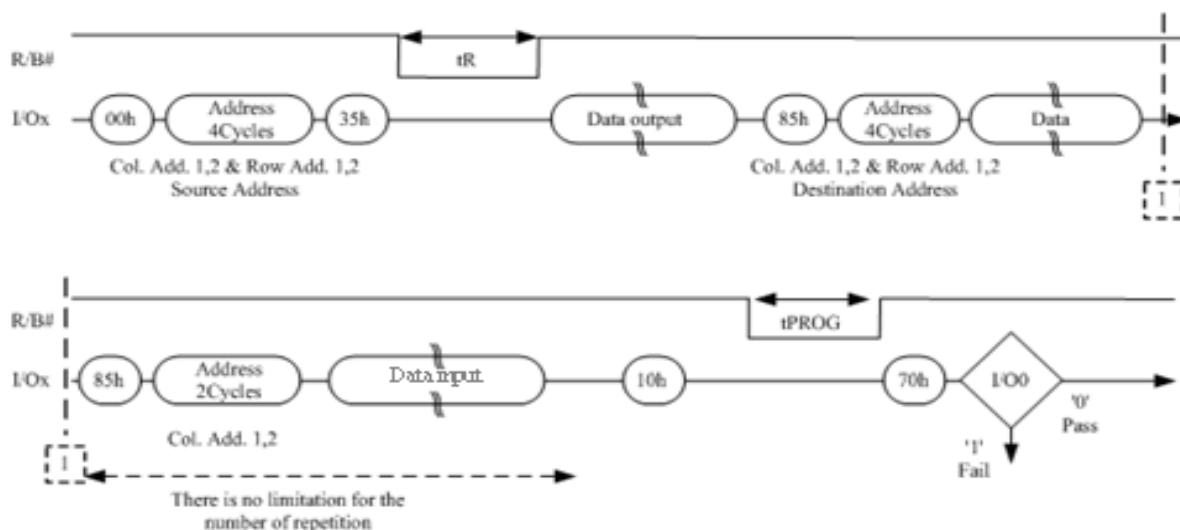 R/B#
tR
I/Ox
00h
Address
4Cycles
35h
Data output
85h
Address
4Cycles
Data
Col. Add. 1,2 & Row Add. 1,2
Source Address
Col. Add. 1,2 & Row Add. 1,2
Destination Address
1
R/B#
tPROG
I/Ox
85h
Address
2Cycles
Data input
10h
70h
I/O0
'0'
Pass
'1'
Fail
Col. Add. 1,2
1
There is no limitation for the
number of repetition